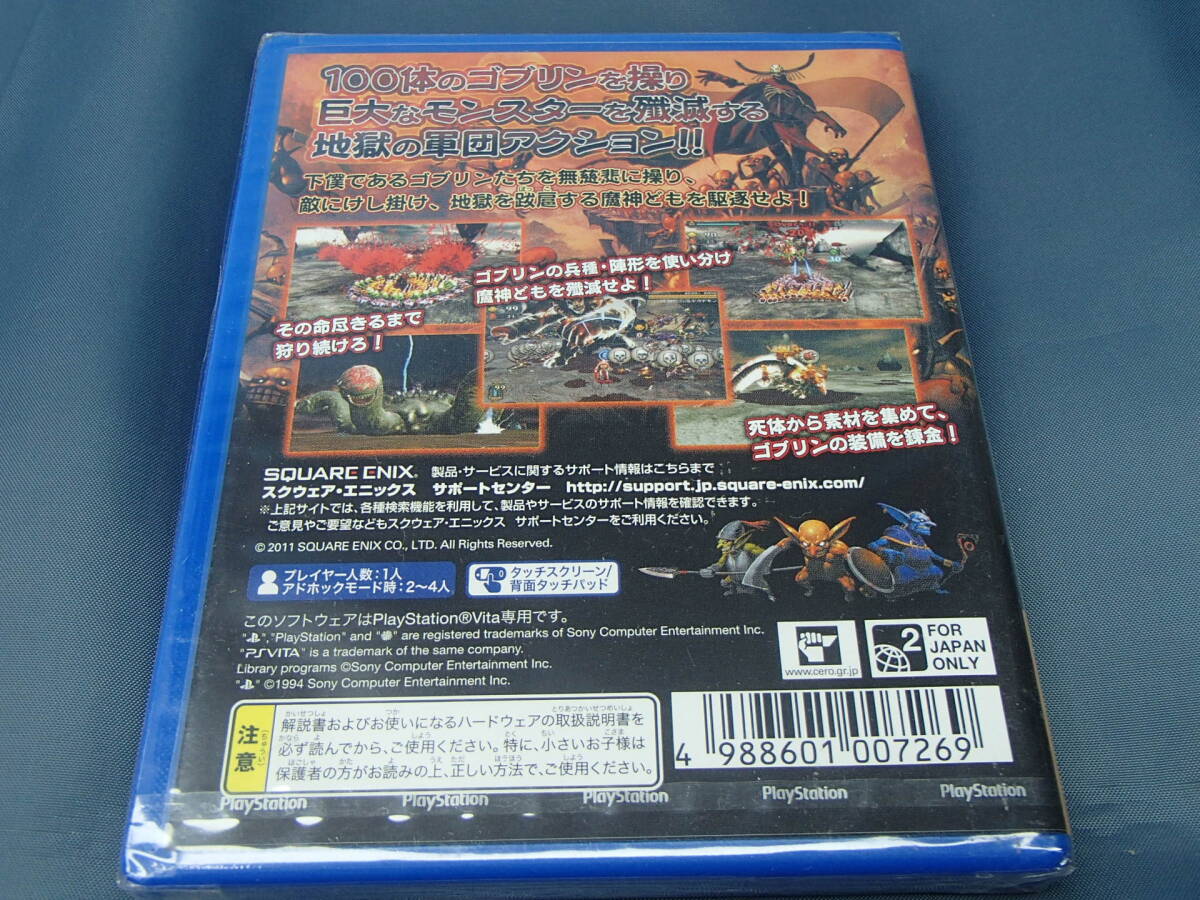 100体のゴブリンを操り
巨大なモンスターを殲滅する
地獄の軍団アクション!!
下僕であるゴブリンたちを無慈悲に操り、
敵にけし掛け、地獄を跋扈する魔神どもを駆逐せよ！
ゴブリンの兵種・陣形を使い分け
魔神どもを殲滅せよ！
その命尽きるまで
狩り続けろ！
死体から素材を集めて、
ゴブリンの装備を錬金！
SQUARE ENIX. 製品・サービスに関するサポート情報はこちらまで
スクウェア・エニックス サポートセンター http://support.jp.square-enix.com/
※上記サイトでは、各種検索機能を利用して、製品やサービスのサポート情報を確認できます。
ご意見やご要望などもスクウェア・エニックス サポートセンターをご利用ください。
© 2011 SQUARE ENIX CO., LTD. All Rights Reserved.
プレイヤー人数：1人
アドホックモード時：2～4人
タッチスクリーン/
背面タッチパッド
このソフトウェアはPlayStation®Vita専用です。
"PlayStation" and " " are registered trademarks of Sony Computer Entertainment Inc.
"PSVITA" is a trademark of the same company.
Library programs ©Sony Computer Entertainment Inc.
" " ©1994 Sony Computer Entertainment Inc.
www.cero.gr.jp
2
FOR
JAPAN
ONLY
注意
(ちゅうい)
解説書およびお使いになるハードウェアの取扱説明書を
必ず読んでから、ご使用ください。特に、小さいお子様は
保護者の方がお読みの上、正しい方法で、ご使用ください。
4 988601 007269
PlayStation PlayStation PlayStation PlayStation PlayStation